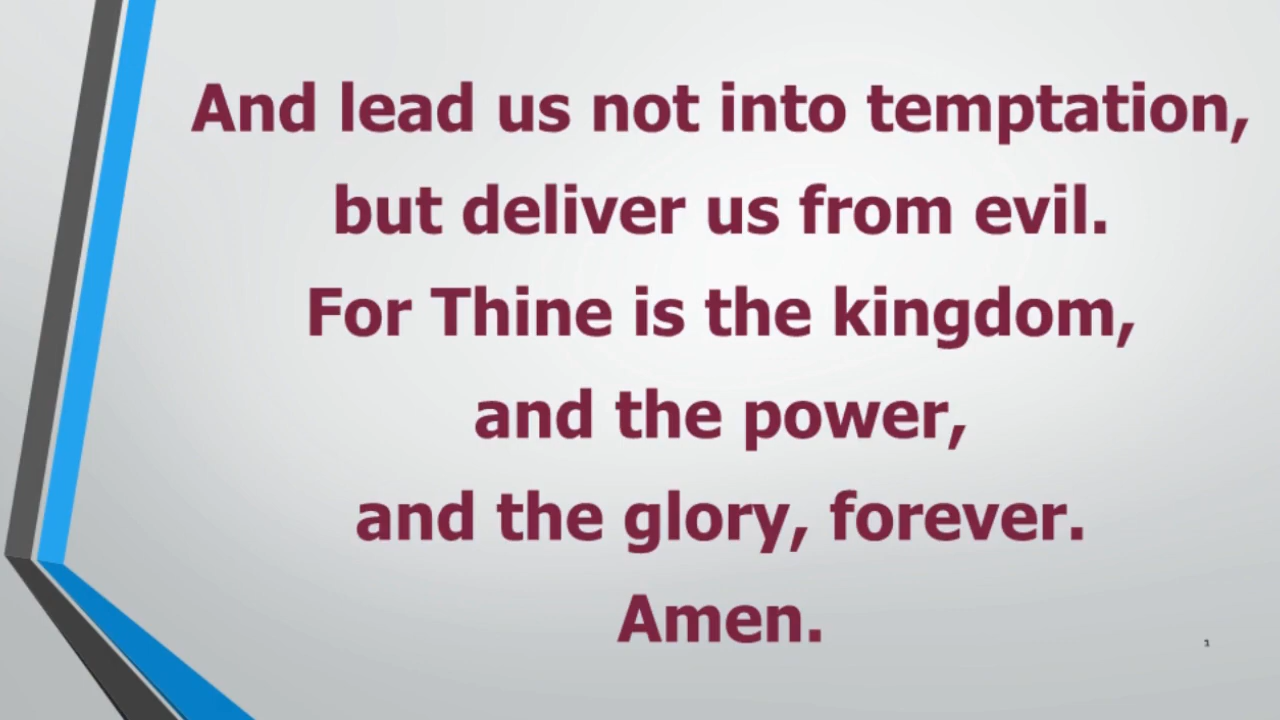 And lead us not into temptation,
but deliver us from evil.
For Thine is the kingdom,
and the power,
and the glory, forever.
Amen.
1